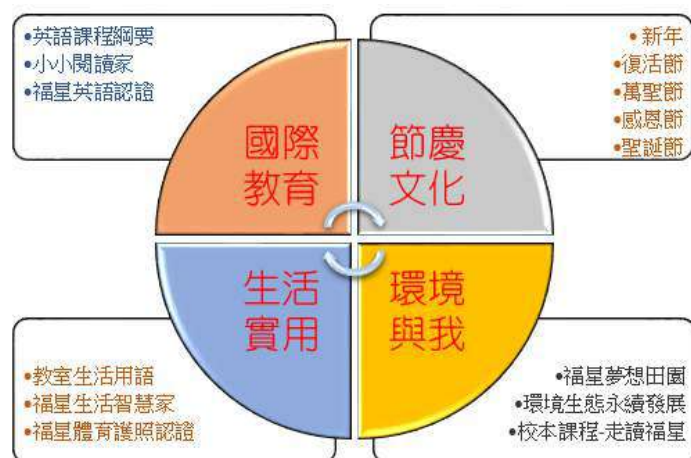 •英語課程綱要
•小小閱讀家
•福星英語認證
•新年
•復活節
•萬聖節
•感恩節
•聖誕節
國際
教育
節慶
文化
生活
實用
環境
與我
•教室生活用語
•福星生活智慧家
•福星體育護照認證
•福星夢想田園
•環境生態永續發展
•校本課程-走讀福星